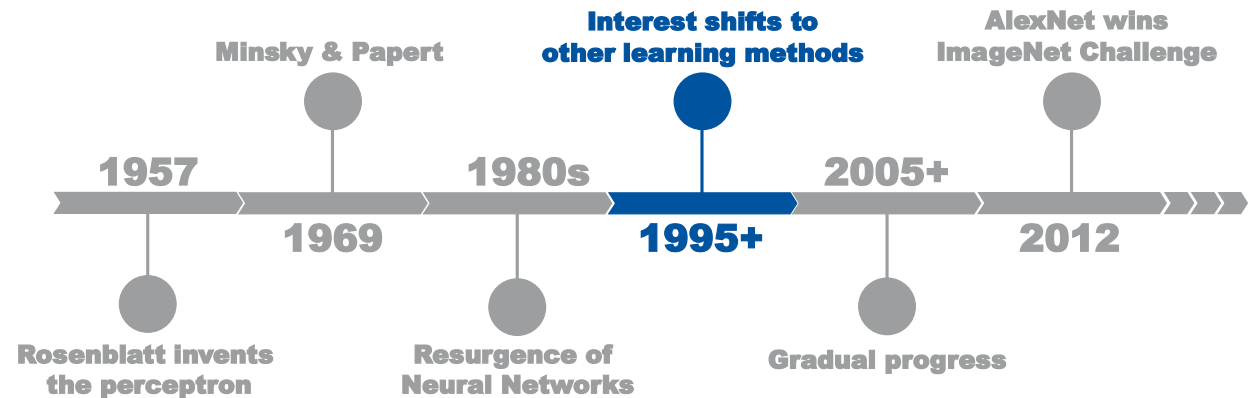 Interest shifts to
other learning methods
AlexNet wins
ImageNet Challenge
Minsky & Papert
1957
1980s
2005+
1969
1995+
2012
Rosenblatt invents
the perceptron
Resurgence of
Neural Networks
Gradual progress